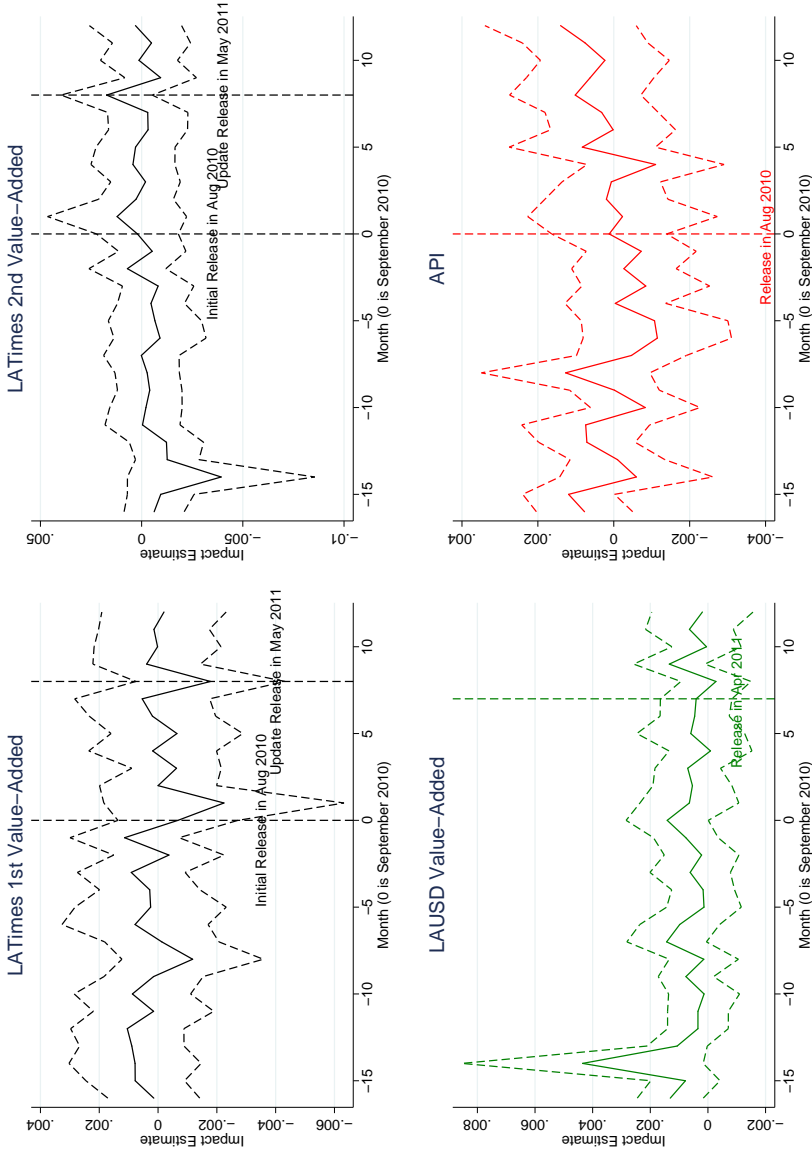 LATimes 1st Value−Added
Impact Estimate
.004
.002
0
−.002
−.004
−.006
Initial Release in Aug 2010
Update Release in May 2011
−15 −10 −5 0 5 10
Month (0 is September 2010)
LATimes 2nd Value−Added
Impact Estimate
.005
0
−.005
−.01
Initial Release in Aug 2010
Update Release in May 2011
−15 −10 −5 0 5 10
Month (0 is September 2010)
LAUSD Value−Added
Impact Estimate
.008
.006
.004
.002
0
−.002
Release in Apr 2011
−15 −10 −5 0 5 10
Month (0 is September 2010)
API
Impact Estimate
.004
.002
0
−.002
−.004
Release in Aug 2010
−15 −10 −5 0 5 10
Month (0 is September 2010)